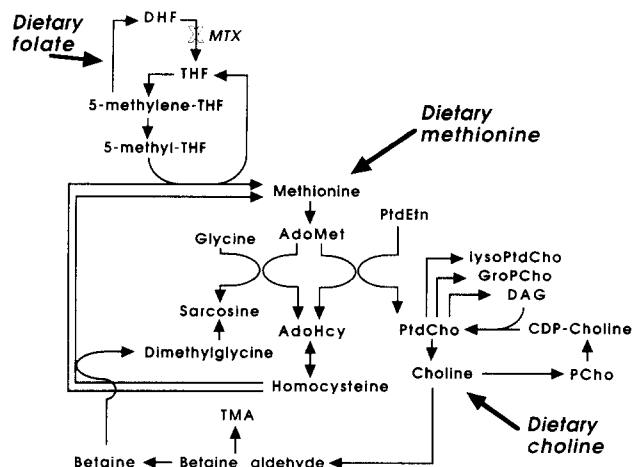 Dietary
folate
DHF
MTX
THF
5-methylene-THF
5-methyl-THF
Dietary
methionine
Methionine
PtdEtn
Glycine
AdoMet
lysoPtdCho
GroPCho
DAG
Sarcosine
AdoHcy
PtdCho
CDP-Choline
Dimethylglycine
Homocysteine
Choline
PCho
TMA
Dietary
choline
Betaine
Betaine aldehyde